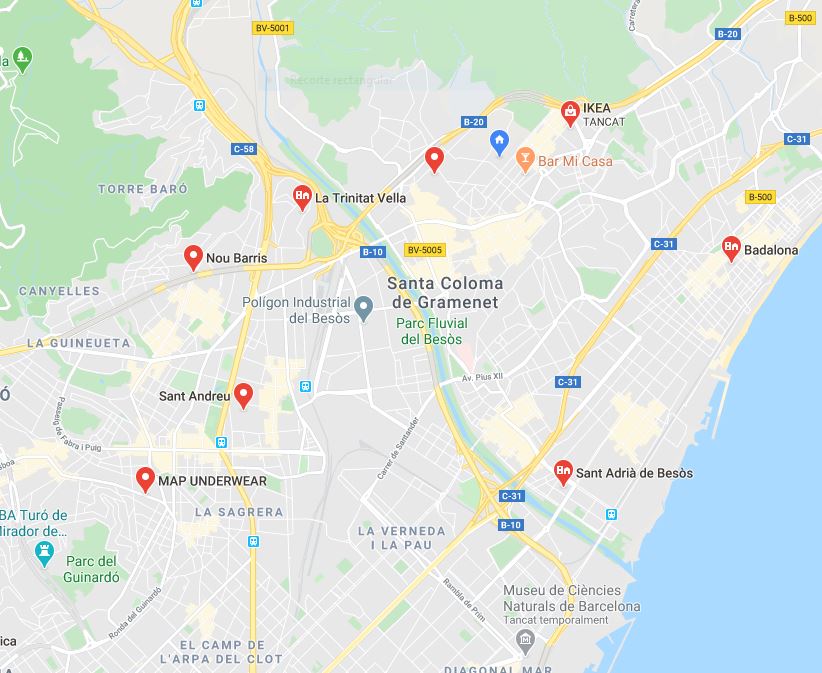 BV-5001
B-500
B-20
Carretera
la
Recorte rectangular
IKEA
TANCAT
B-20
C-31
C-58
Bar Mi Casa
TORRE BARÓ
La Trinitat Vella
B-500
C-31
Badalona
B-10
BV-5005
Nou Barris
Santa Coloma
de Gramenet
CANYELLES
Polígon Industrial
del Besòs
Parc Fluvial
del Besòs
LA GUINEUETA
Av. Pius XII
C-31
Ó
Sant Andreu
Passeig de Fabra i Puig
Carrer de Santander
lboa
MAP UNDERWEAR
Sant Adrià de Besòs
C-31
B-10
BA Turó de
Mirador de...
LA SAGRERA
LA VERNEDA
I LA PAU
Parc del
Guinardó
Ronda del Guinardó
Rambla de Prim
Museu de Ciències
Naturals de Barcelona
Tancat temporalment
ica
EL CAMP DE
L'ARPA DEL CLOT
DIAGONAL MAR